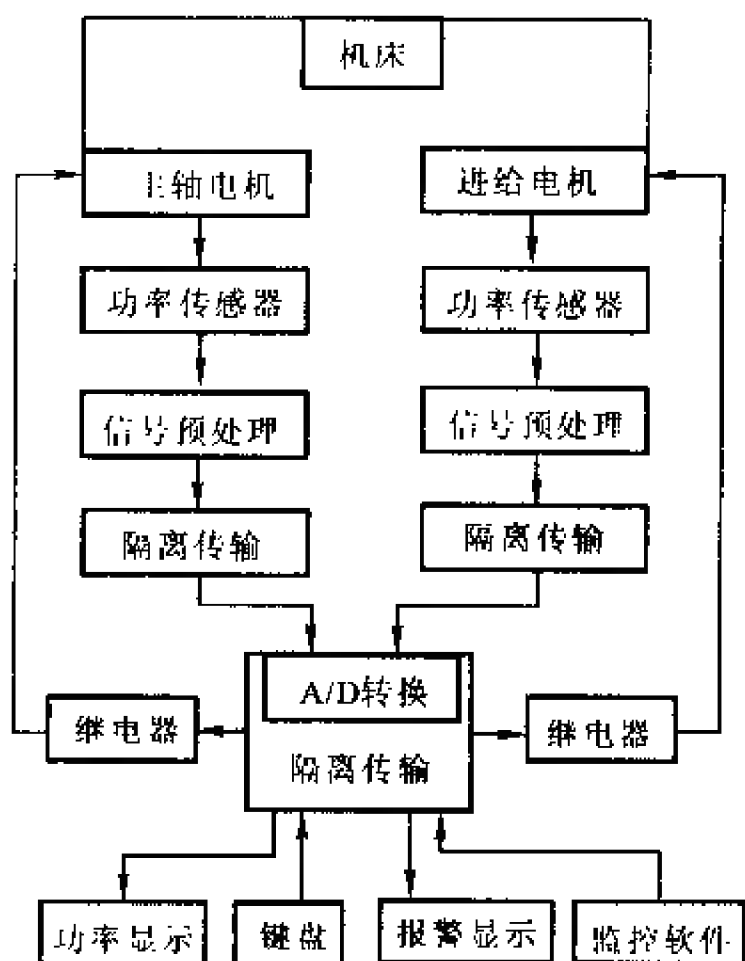 机床
主轴电机
进给电机
功率传感器
功率传感器
信号预处理
信号预处理
隔离传输
隔离传输
A/D转换
继电器
继电器
隔离传输
功率显示
键盘
报警显示
监控软件